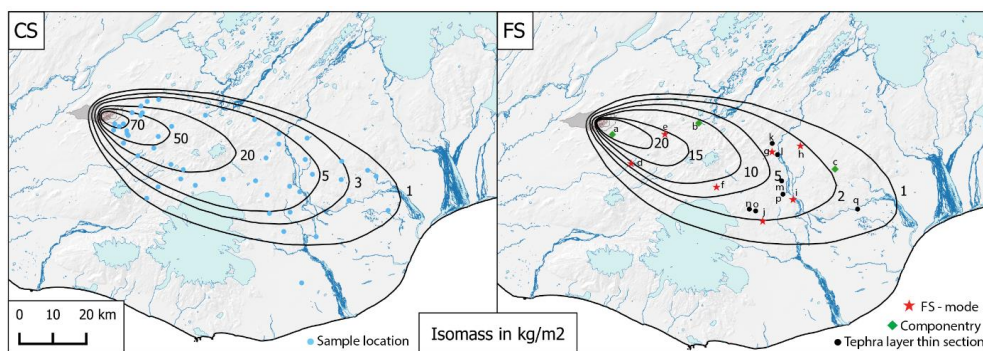 CS
70
50
20
5
3
1
0 10 20 km
Sample location
Isomass in kg/m2
FS
a
b
c
d
e
f
g
h
i
j
k
l
m
n
o
p
q
20
15
10
5
2
1
FS - mode
Componentry
Tephra layer thin section